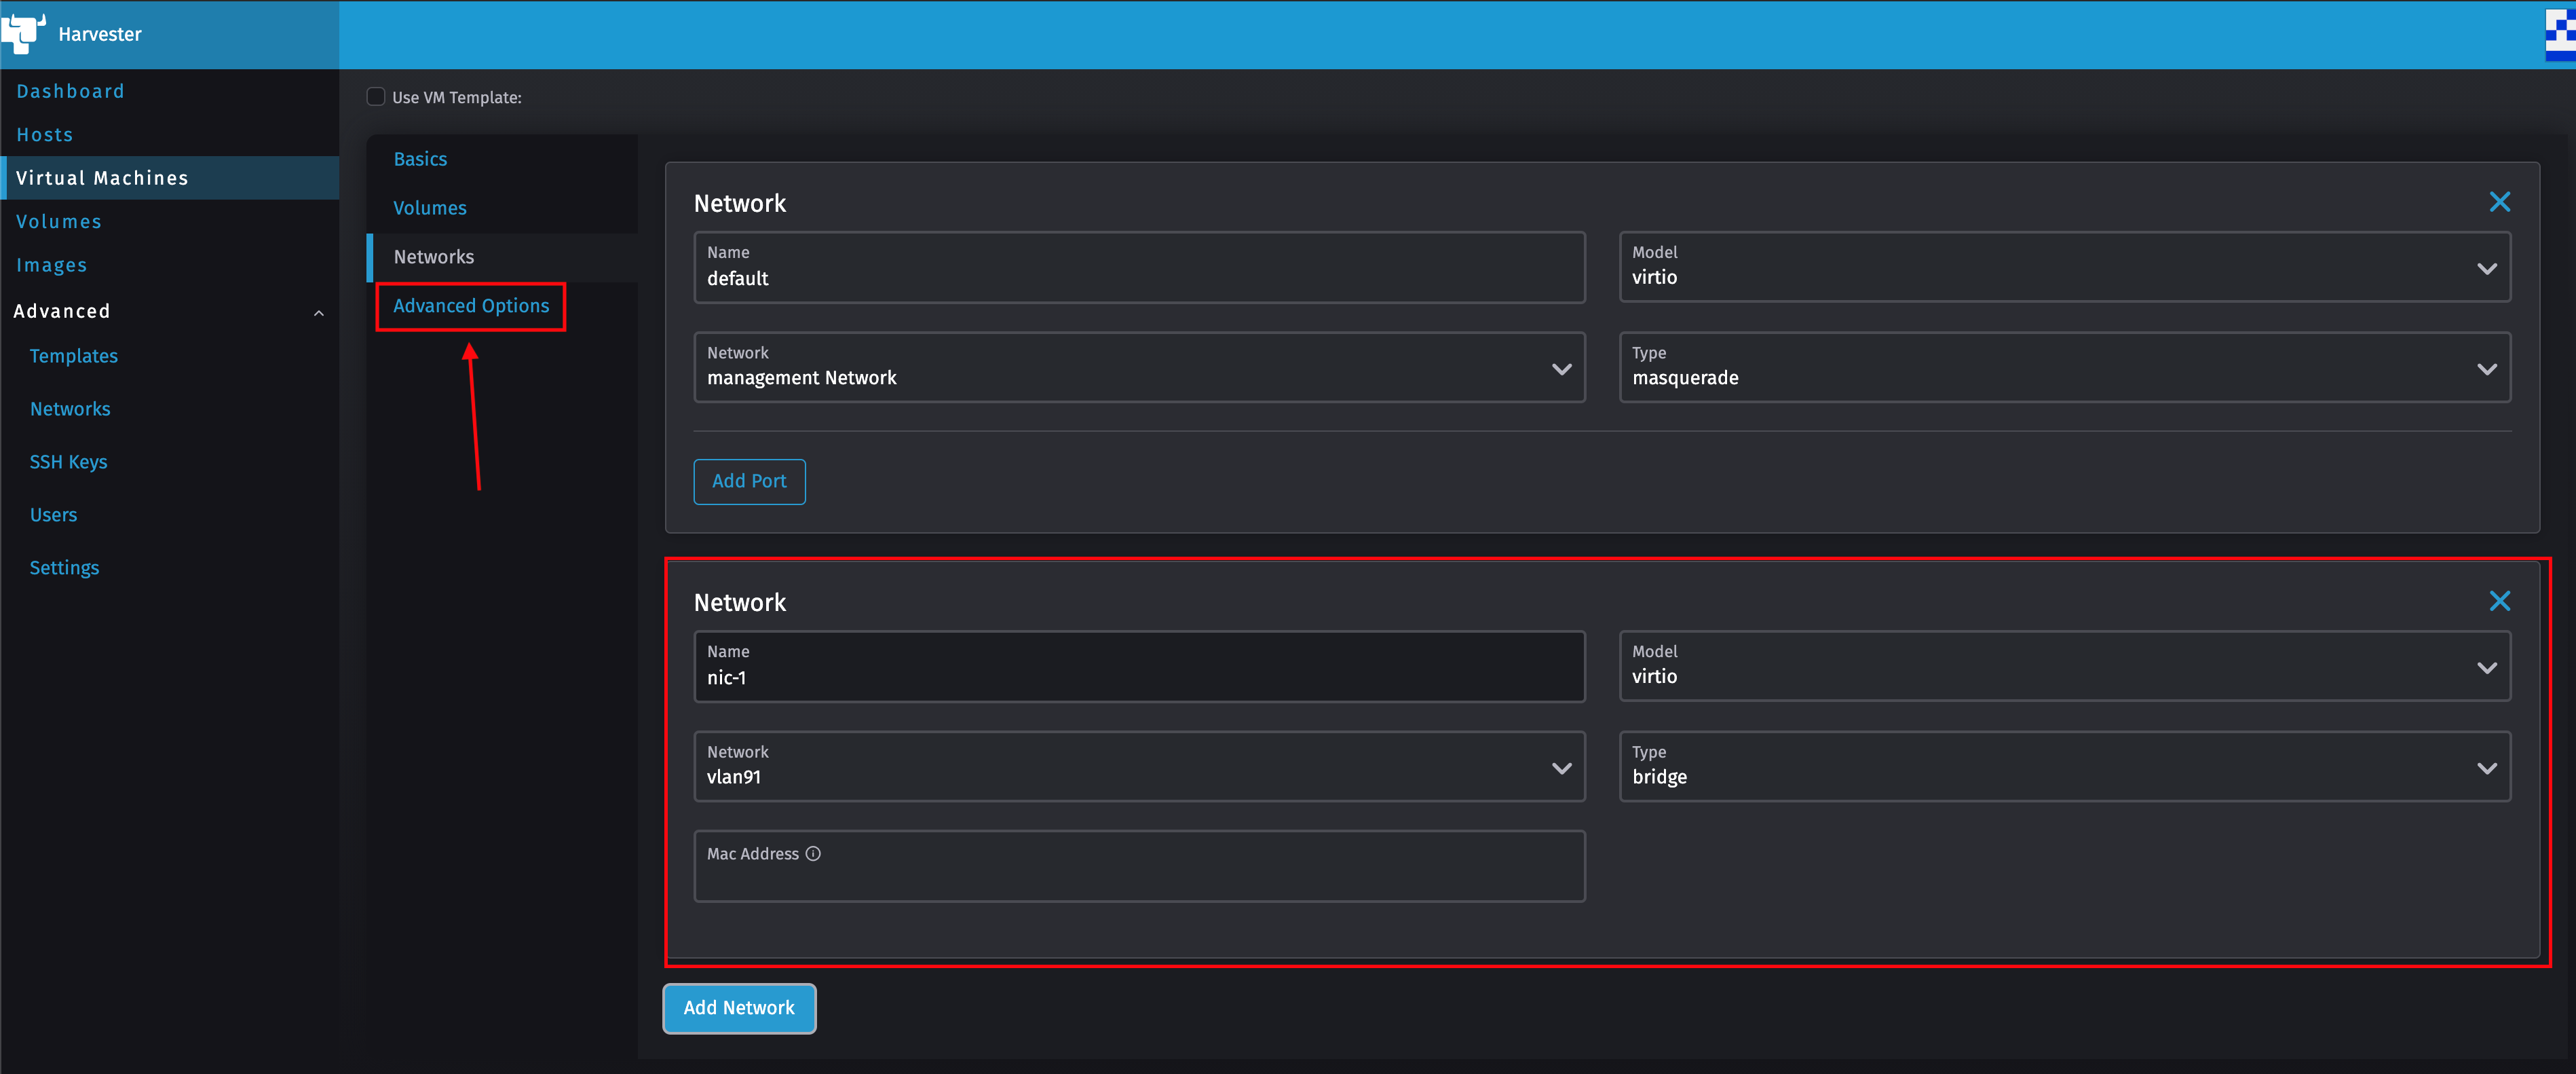 Harvester
Dashboard
Hosts
Virtual Machines
Volumes
Images
Advanced
Templates
Networks
SSH Keys
Users
Settings
Use VM Template:
Basics
Volumes
Networks
Advanced Options
Network
Name
default
Model
virtio
Network
management Network
Type
masquerade
Add Port
Network
Name
nic-1
Model
virtio
Network
vlan91
Type
bridge
Mac Address
Add Network